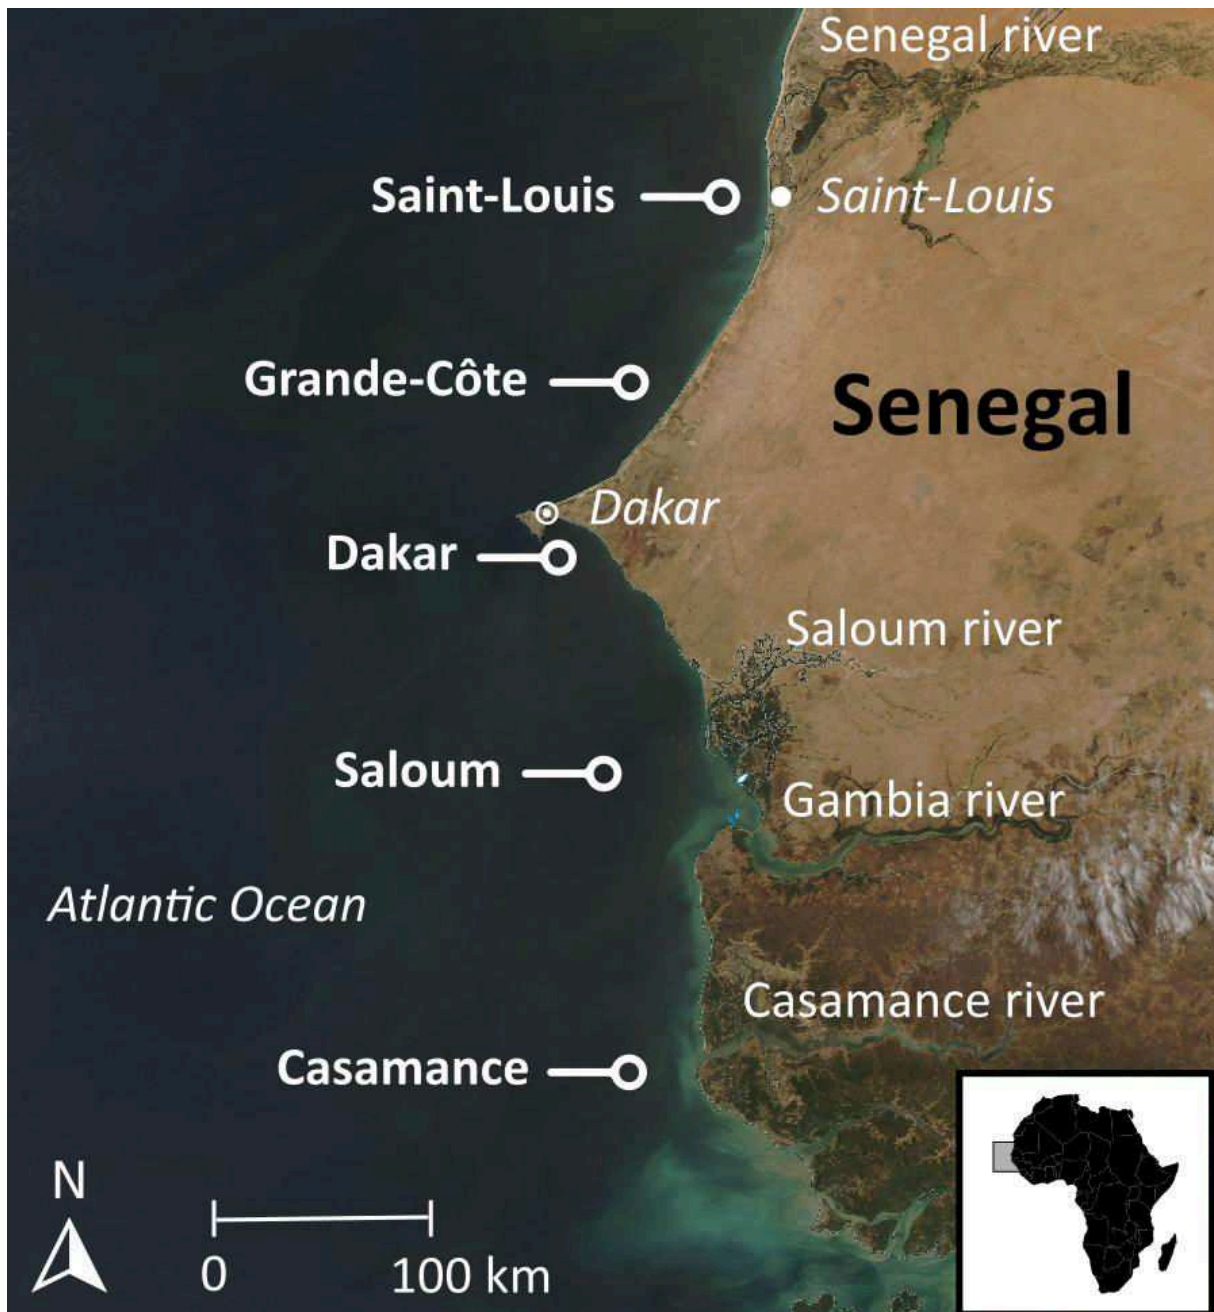 Senegal river
Saint-Louis
Saint-Louis
Grande-Côte
Senegal
Dakar
Dakar
Saloum river
Saloum
Gambia river
Atlantic Ocean
Casamance river
Casamance
N
0
100 km